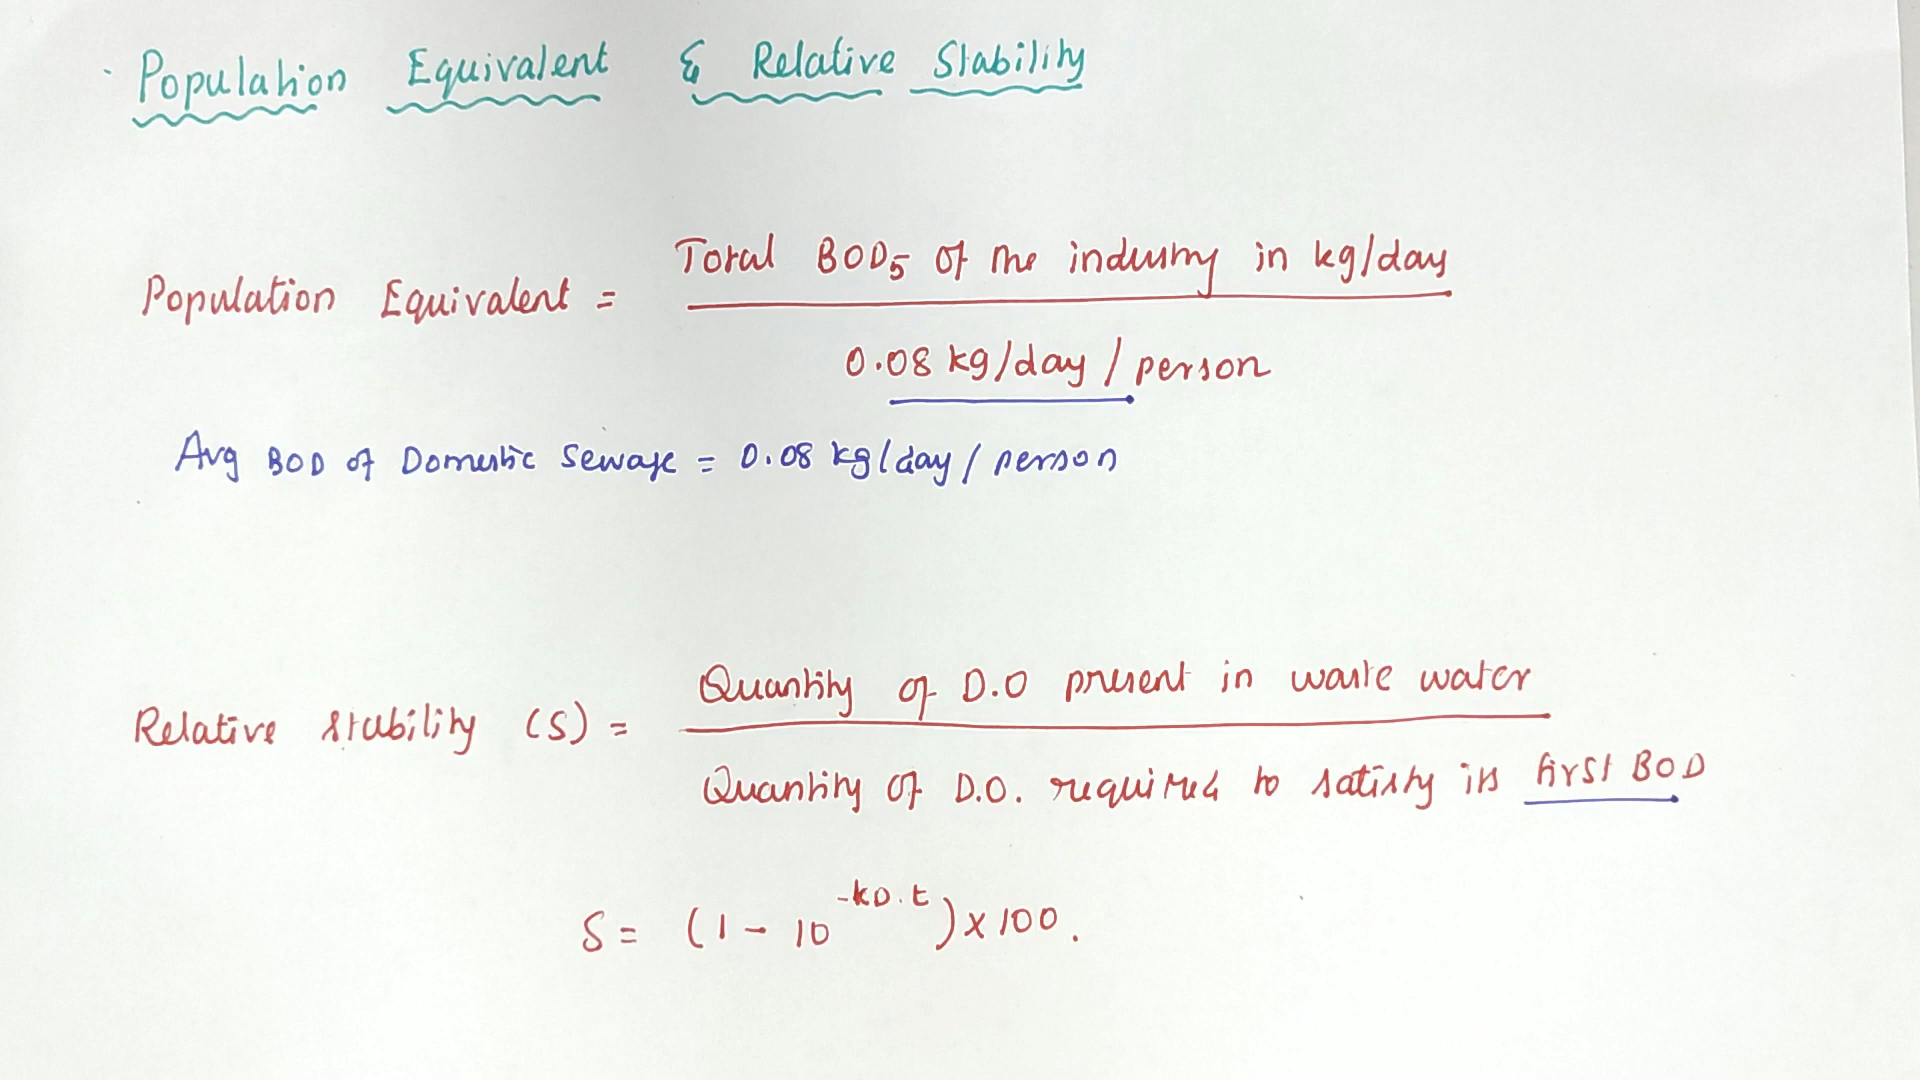 Population Equivalent & Relative Stability
Population Equivalent =
Total BOD5 of the industry in kg/day
0.08 kg/day / person
Avg BOD of Domestic Sewage = 0.08 kg/day / person
Relative stability (S) =
Quantity of D.O present in waste water
Quantity of D.O. required to satisfy its first BOD
S = (1 - 10^-kD.t) x 100.